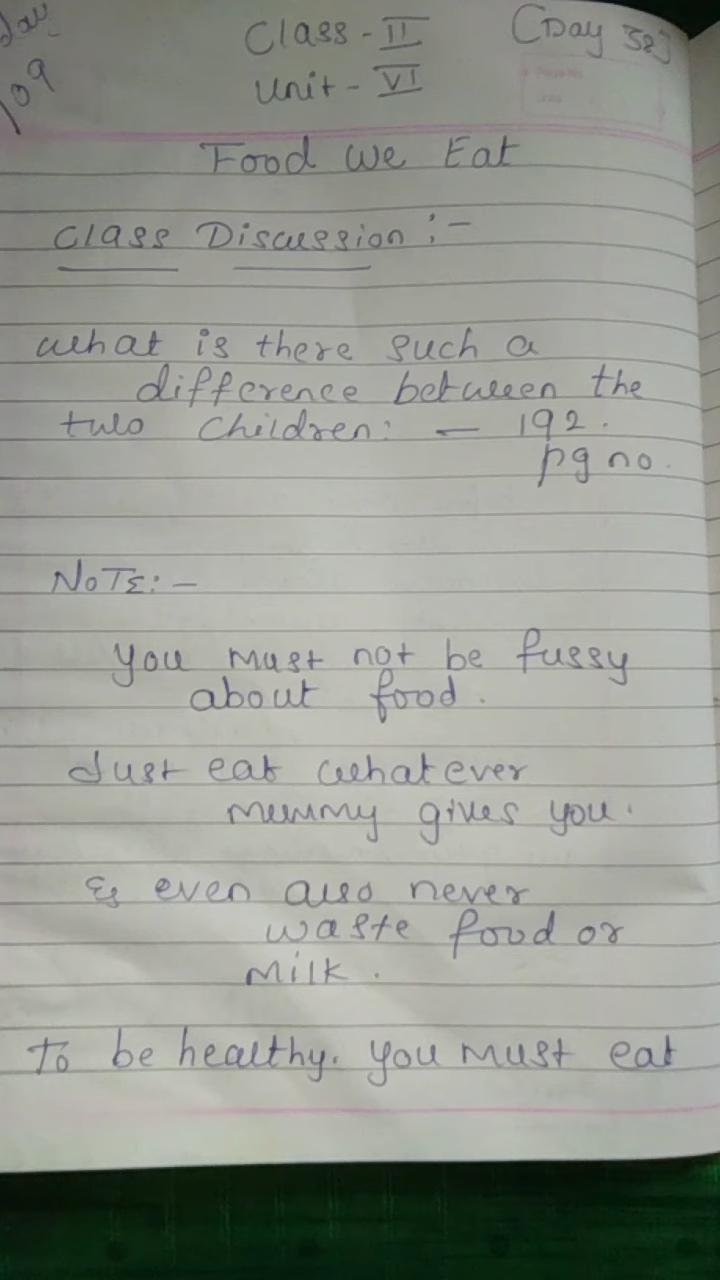 Class - II
(Day 38)
Unit - VI
109
Food We Eat
Class Discussion :-
what is there such a
difference between the
two Children: - 192.
pg no.
NOTE: -
you must not be fussy
about food.
Just eat whatever
mummy gives you.
& even also never
waste food or
Milk.
To be healthy. you must eat